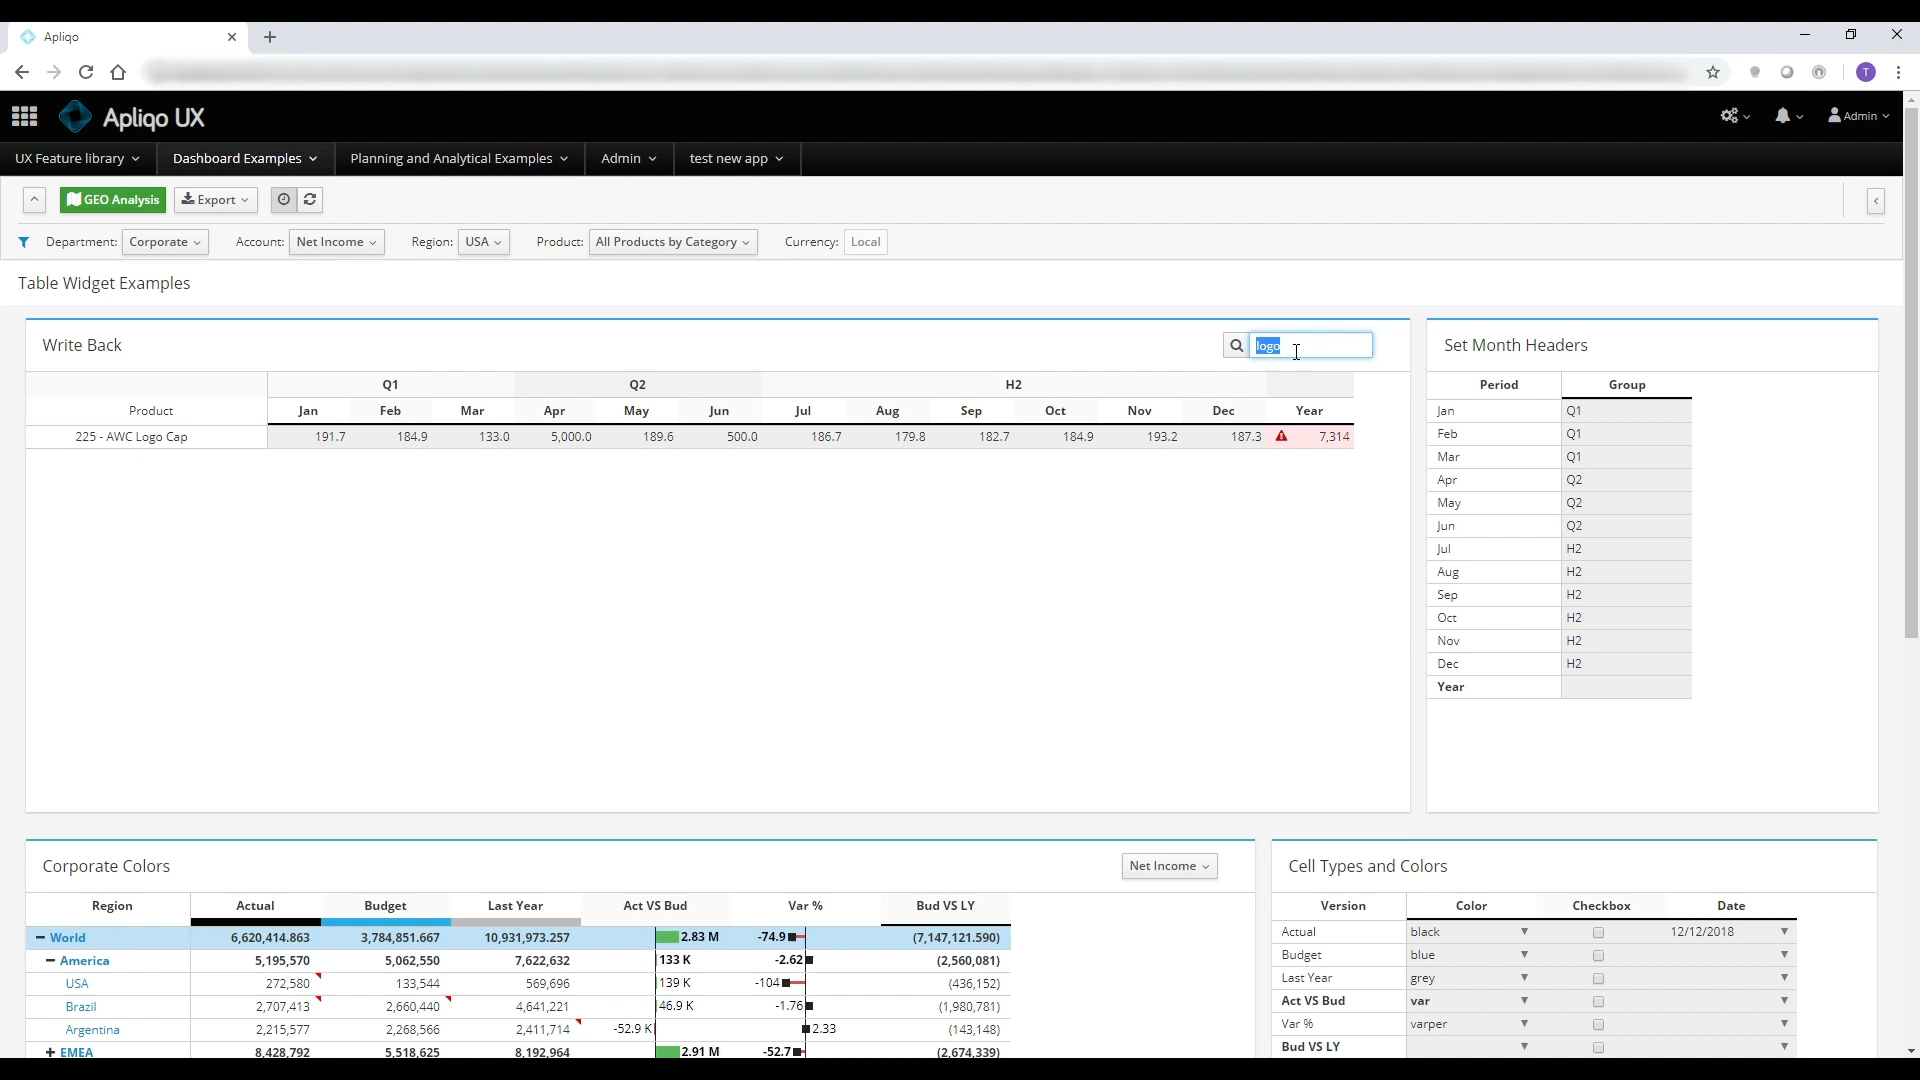 Apliqo
T
Apliqo UX
Admin
UX Feature library Dashboard Examples Planning and Analytical Examples Admin test new app
GEO Analysis Export
Department: Corporate Account: Net Income Region: USA Product: All Products by Category Currency: Local
Table Widget Examples
Write Back
logo
Q1 Q2 H2
Product Jan Feb Mar Apr May Jun Jul Aug Sep Oct Nov Dec Year
225 - AWC Logo Cap 191.7 184.9 133.0 5,000.0 189.6 500.0 186.7 179.8 182.7 184.9 193.2 187.3 7,314
Set Month Headers
Period Group
Jan Q1
Feb Q1
Mar Q1
Apr Q2
May Q2
Jun Q2
Jul H2
Aug H2
Sep H2
Oct H2
Nov H2
Dec H2
Year
Corporate Colors
Net Income
Region Actual Budget Last Year Act VS Bud Var % Bud VS LY
World 6,620,414.863 3,784,851.667 10,931,973.257 2.83 M -74.9 (7,147,121.590)
America 5,195,570 5,062,550 7,622,632 133 K -2.62 (2,560,081)
USA 272,580 133,544 569,696 139 K -104 (436,152)
Brazil 2,707,413 2,660,440 4,641,221 46.9 K -1.76 (1,980,781)
Argentina 2,215,577 2,268,566 2,411,714 -52.9 K 2.33 (143,148)
EMEA 8,428,792 5,518,625 8,192,964 2.91 M -52.7 (2,674,339)
Cell Types and Colors
Version Color Checkbox Date
Actual black 12/12/2018
Budget blue
Last Year grey
Act VS Bud var
Var % varper
Bud VS LY